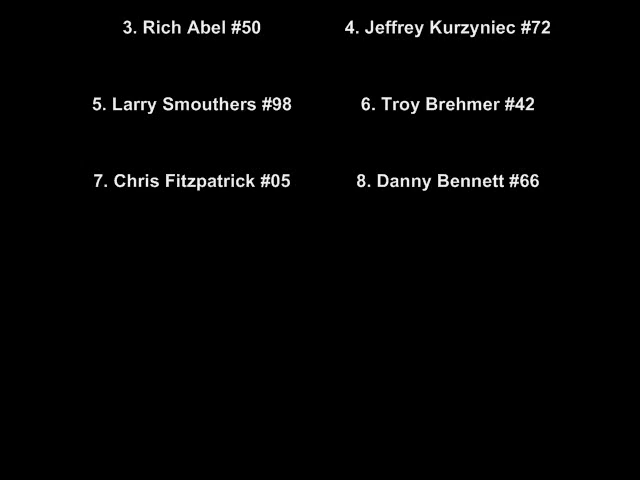 3. Rich Abel #50 4. Jeffrey Kurzyniec #72
5. Larry Smouthers #98 6. Troy Brehmer #42
7. Chris Fitzpatrick #05 8. Danny Bennett #66